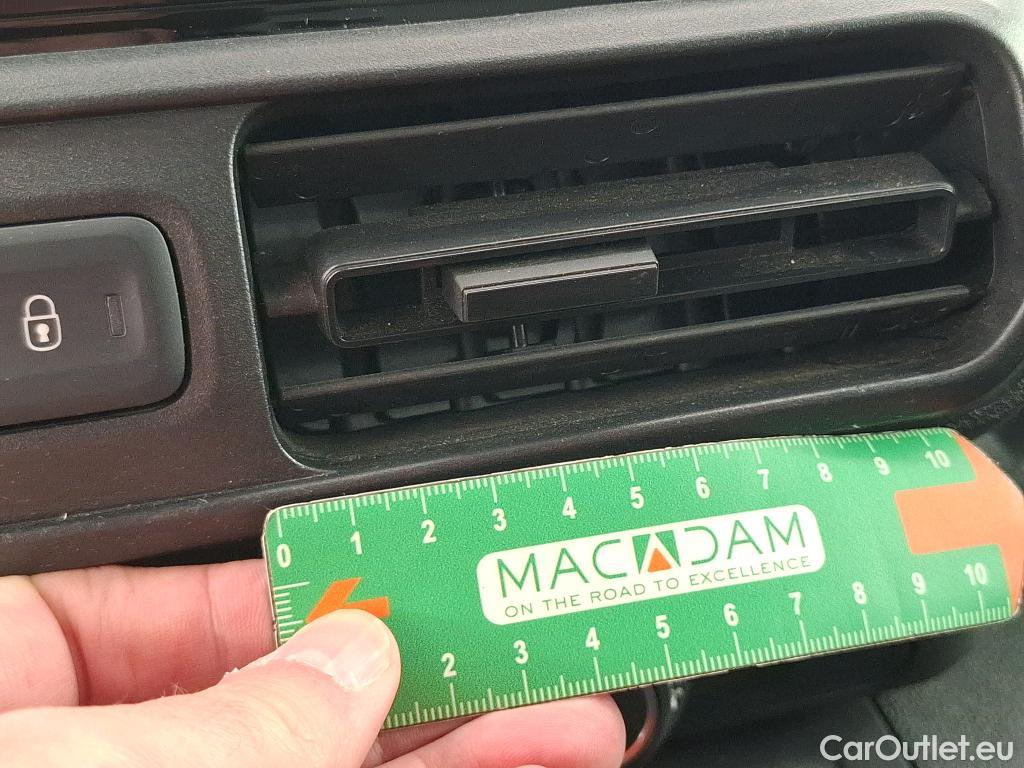 0 1 2 3 4 5 6 7 8 9 10
MACADAM
ON THE ROAD TO EXCELLENCE
2 3 4 5 6 7 8 9 10
CarOutlet.eu